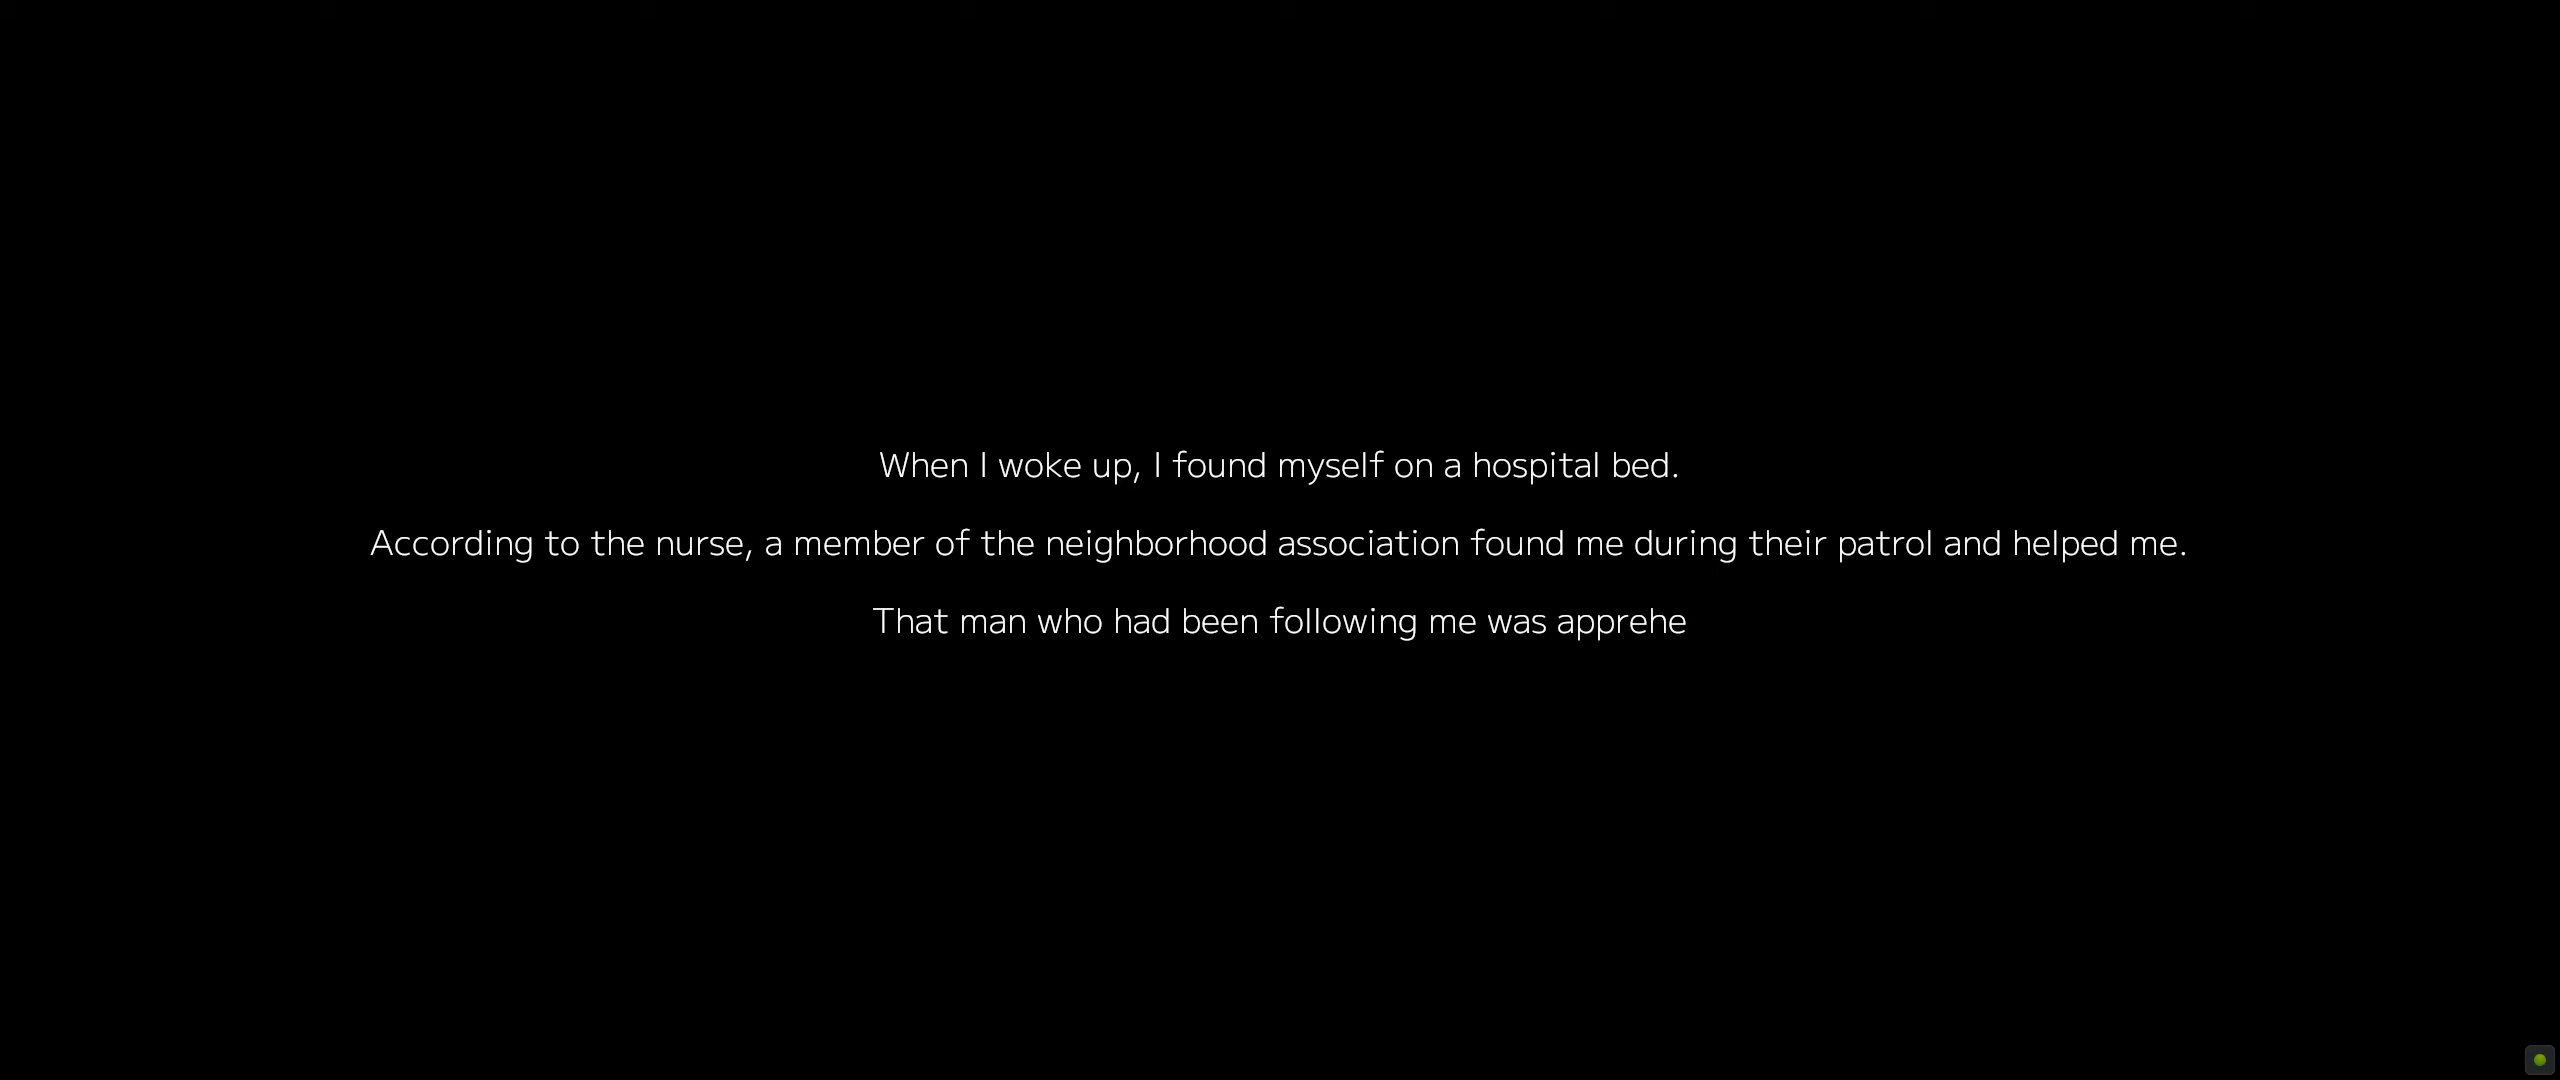 When I woke up, I found myself on a hospital bed.
According to the nurse, a member of the neighborhood association found me during their patrol and helped me.
That man who had been following me was apprehe